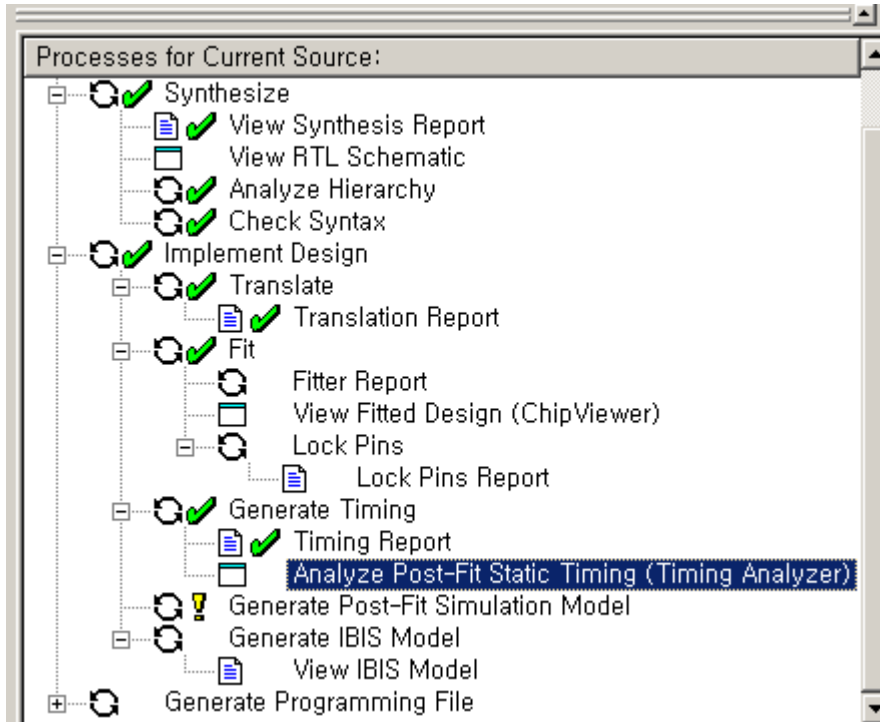 Processes for Current Source:
Synthesize
View Synthesis Report
View RTL Schematic
Analyze Hierarchy
Check Syntax
Implement Design
Translate
Translation Report
Fit
Fitter Report
View Fitted Design (ChipViewer)
Lock Pins
Lock Pins Report
Generate Timing
Timing Report
Analyze Post-Fit Static Timing (Timing Analyzer)
Generate Post-Fit Simulation Model
Generate IBIS Model
View IBIS Model
Generate Programming File